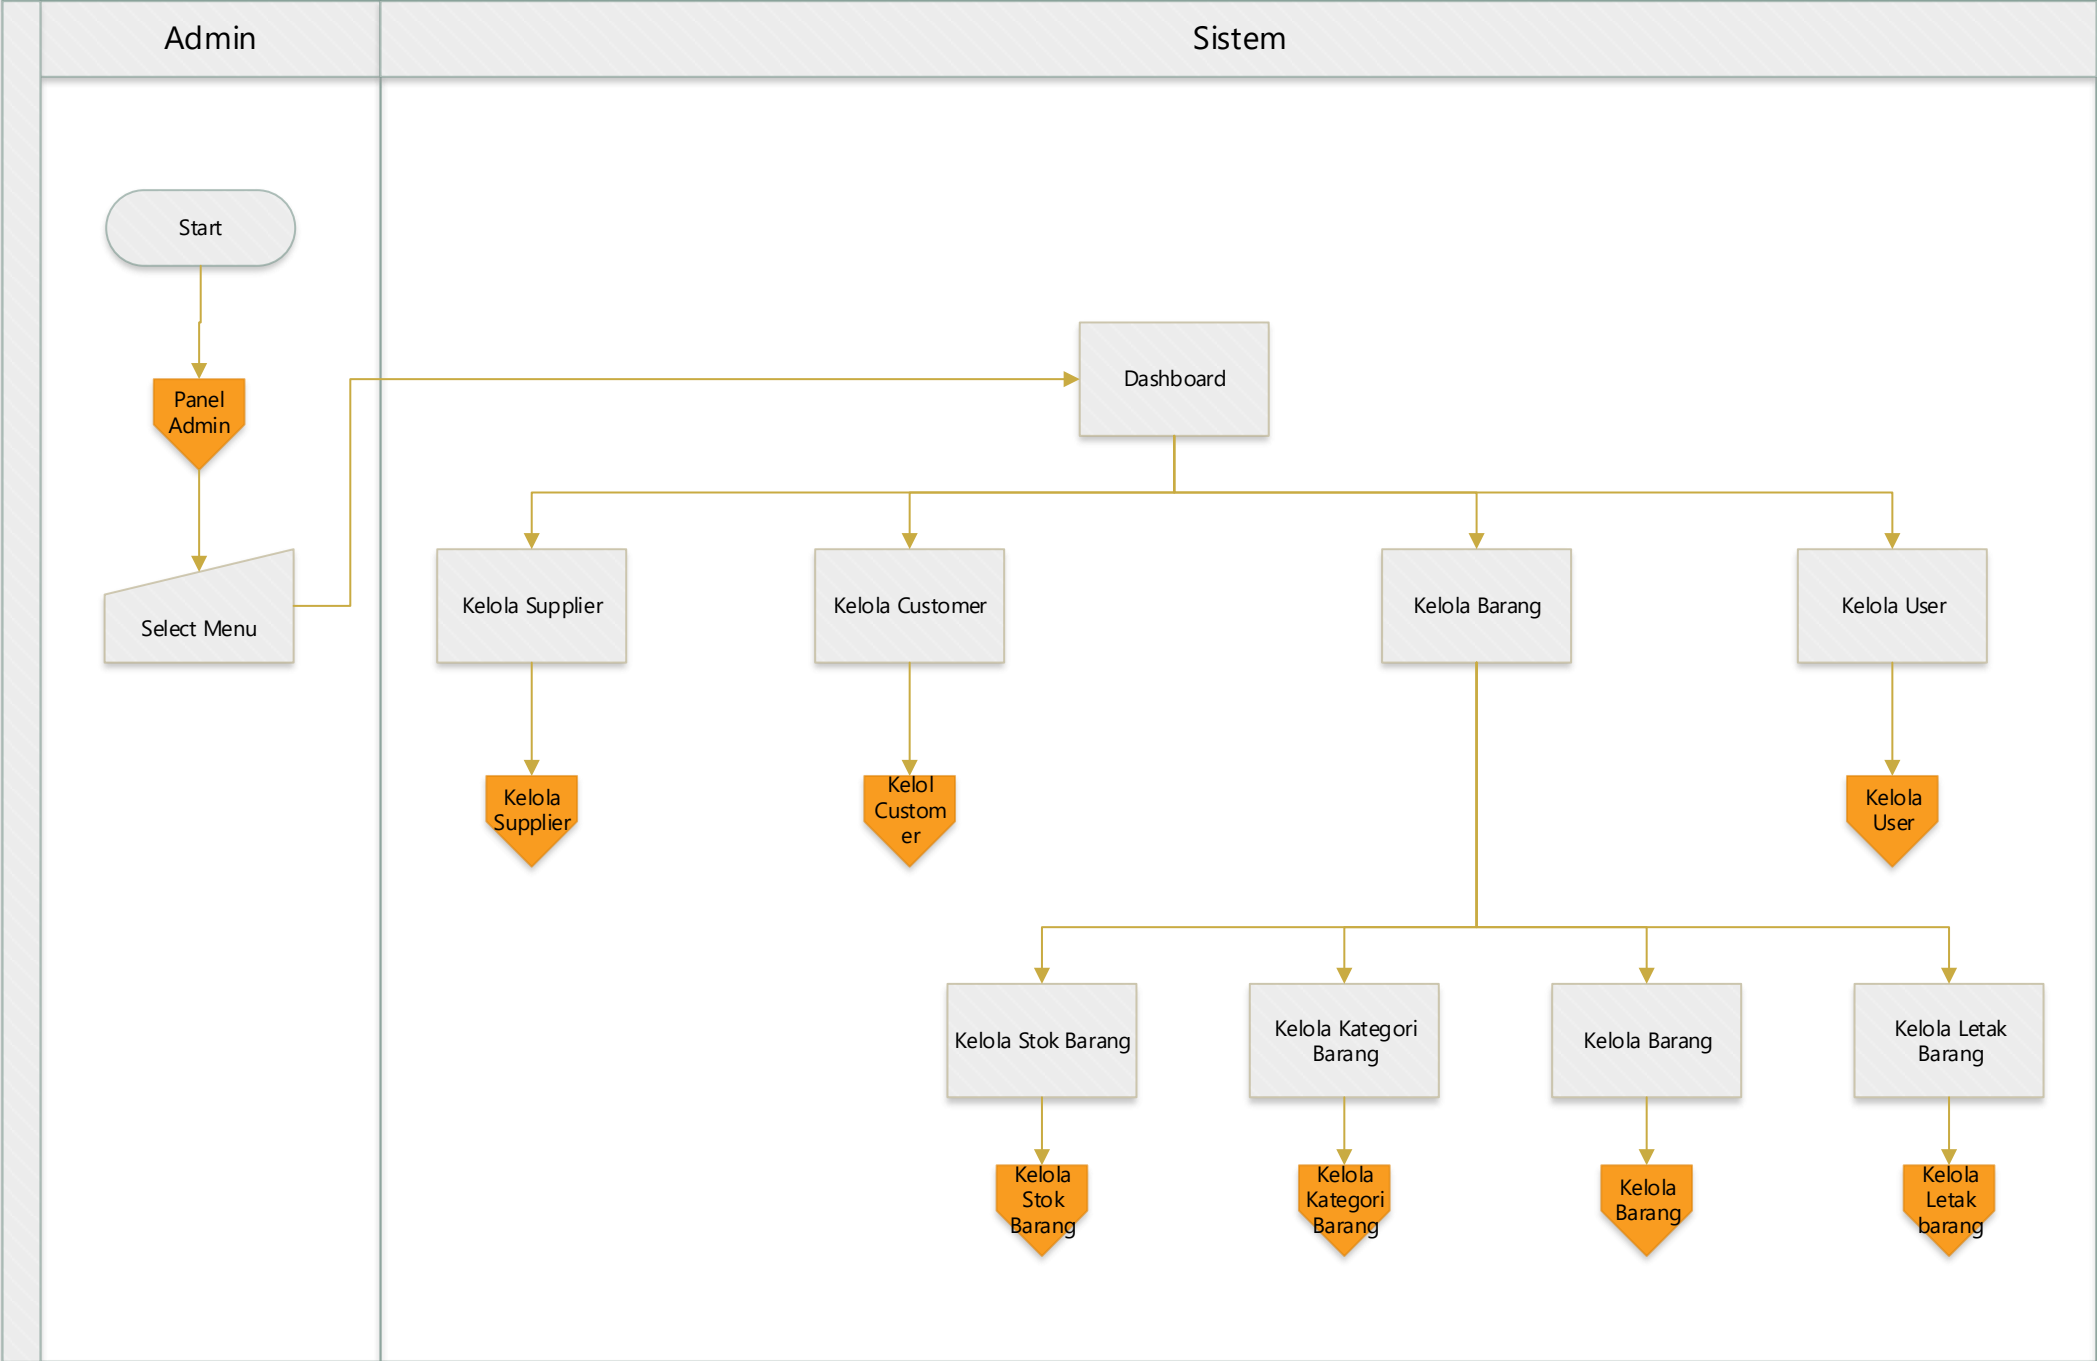 Admin
Sistem
Start
Panel
Admin
Select Menu
Dashboard
Kelola Supplier
Kelola Customer
Kelola Barang
Kelola User
Kelola
Supplier
Kelol
Custom
er
Kelola
User
Kelola Stok Barang
Kelola Kategori
Barang
Kelola Barang
Kelola Letak
Barang
Kelola
Stok
Barang
Kelola
Kategori
Barang
Kelola
Barang
Kelola
Letak
barang